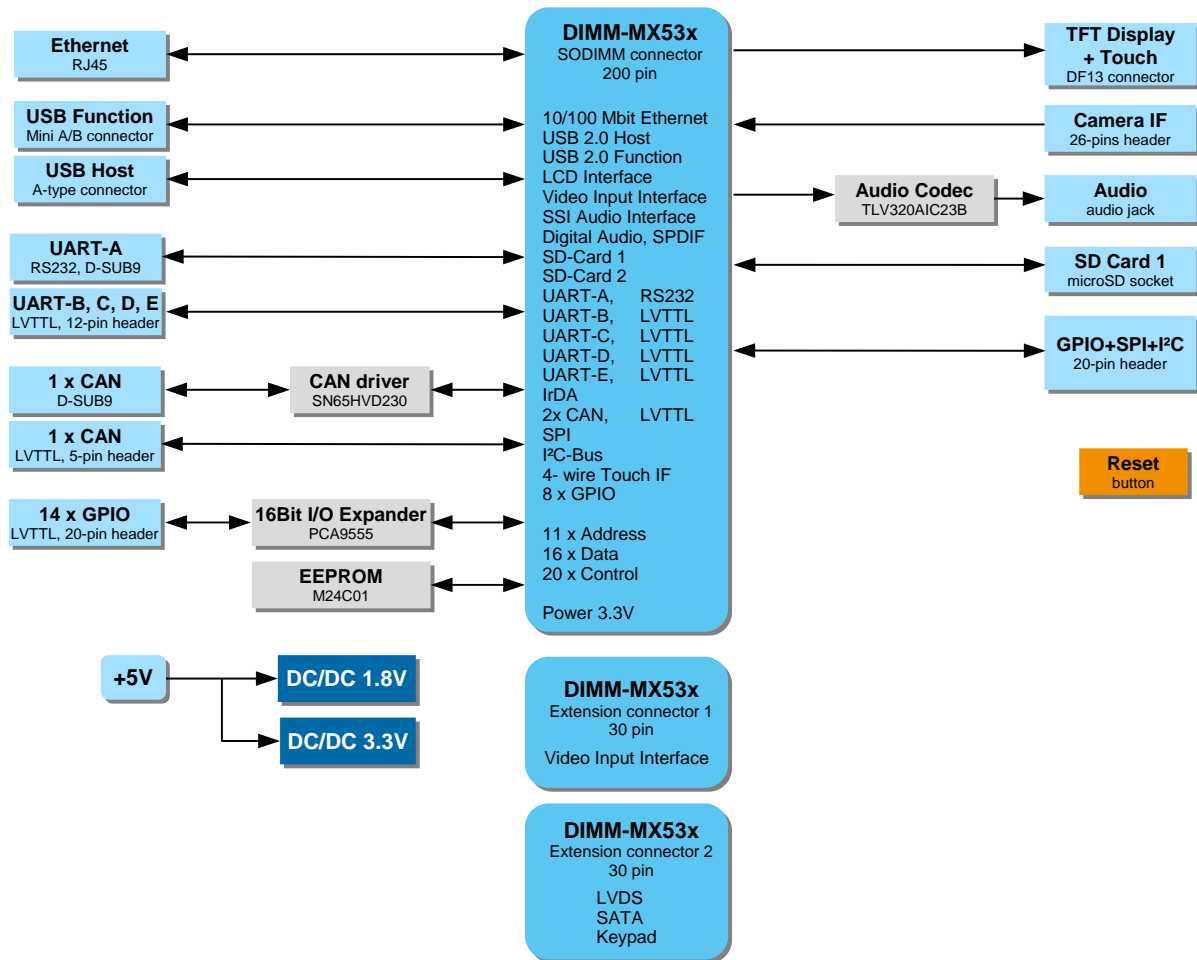 Ethernet
RJ45
USB Function
Mini A/B connector
USB Host
A-type connector
UART-A
RS232, D-SUB9
UART-B, C, D, E
LVTTL, 12-pin header
1 x CAN
D-SUB9
CAN driver
SN65HVD230
1 x CAN
LVTTL, 5-pin header
14 x GPIO
LVTTL, 20-pin header
16Bit I/O Expander
PCA9555
EEPROM
M24C01
+5V
DC/DC 1.8V
DC/DC 3.3V
DIMM-MX53x
SODIMM connector
200 pin
10/100 Mbit Ethernet
USB 2.0 Host
USB 2.0 Function
LCD Interface
Video Input Interface
SSI Audio Interface
Digital Audio, SPDIF
SD-Card 1
SD-Card 2
UART-A, RS232
UART-B, LVTTL
UART-C, LVTTL
UART-D, LVTTL
UART-E, LVTTL
IrDA
2x CAN, LVTTL
SPI
I²C-Bus
4- wire Touch IF
8 x GPIO
11 x Address
16 x Data
20 x Control
Power 3.3V
DIMM-MX53x
Extension connector 1
30 pin
Video Input Interface
DIMM-MX53x
Extension connector 2
30 pin
LVDS
SATA
Keypad
TFT Display
+ Touch
DF13 connector
Camera IF
26-pins header
Audio Codec
TLV320AIC23B
Audio
audio jack
SD Card 1
microSD socket
GPIO+SPI+I²C
20-pin header
Reset
button